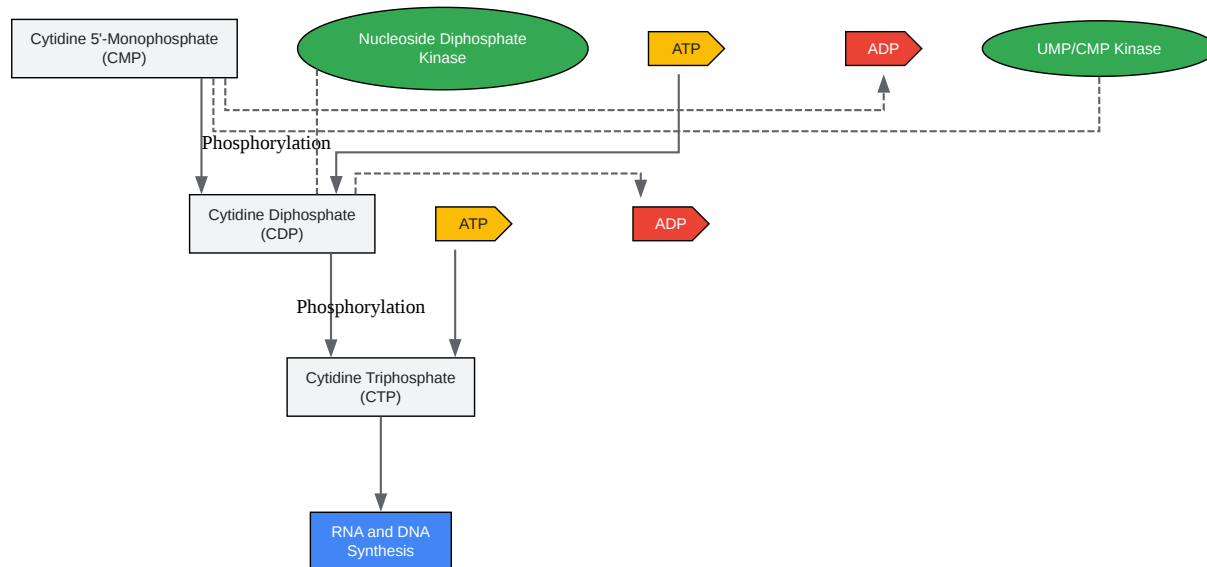 Cytidine 5'-Monophosphate
(CMP)
Nucleoside Diphosphate
Kinase
ATP
ADP
UMP/CMP Kinase
Phosphorylation
Cytidine Diphosphate
(CDP)
ATP
ADP
Phosphorylation
Cytidine Triphosphate
(CTP)
RNA and DNA
Synthesis